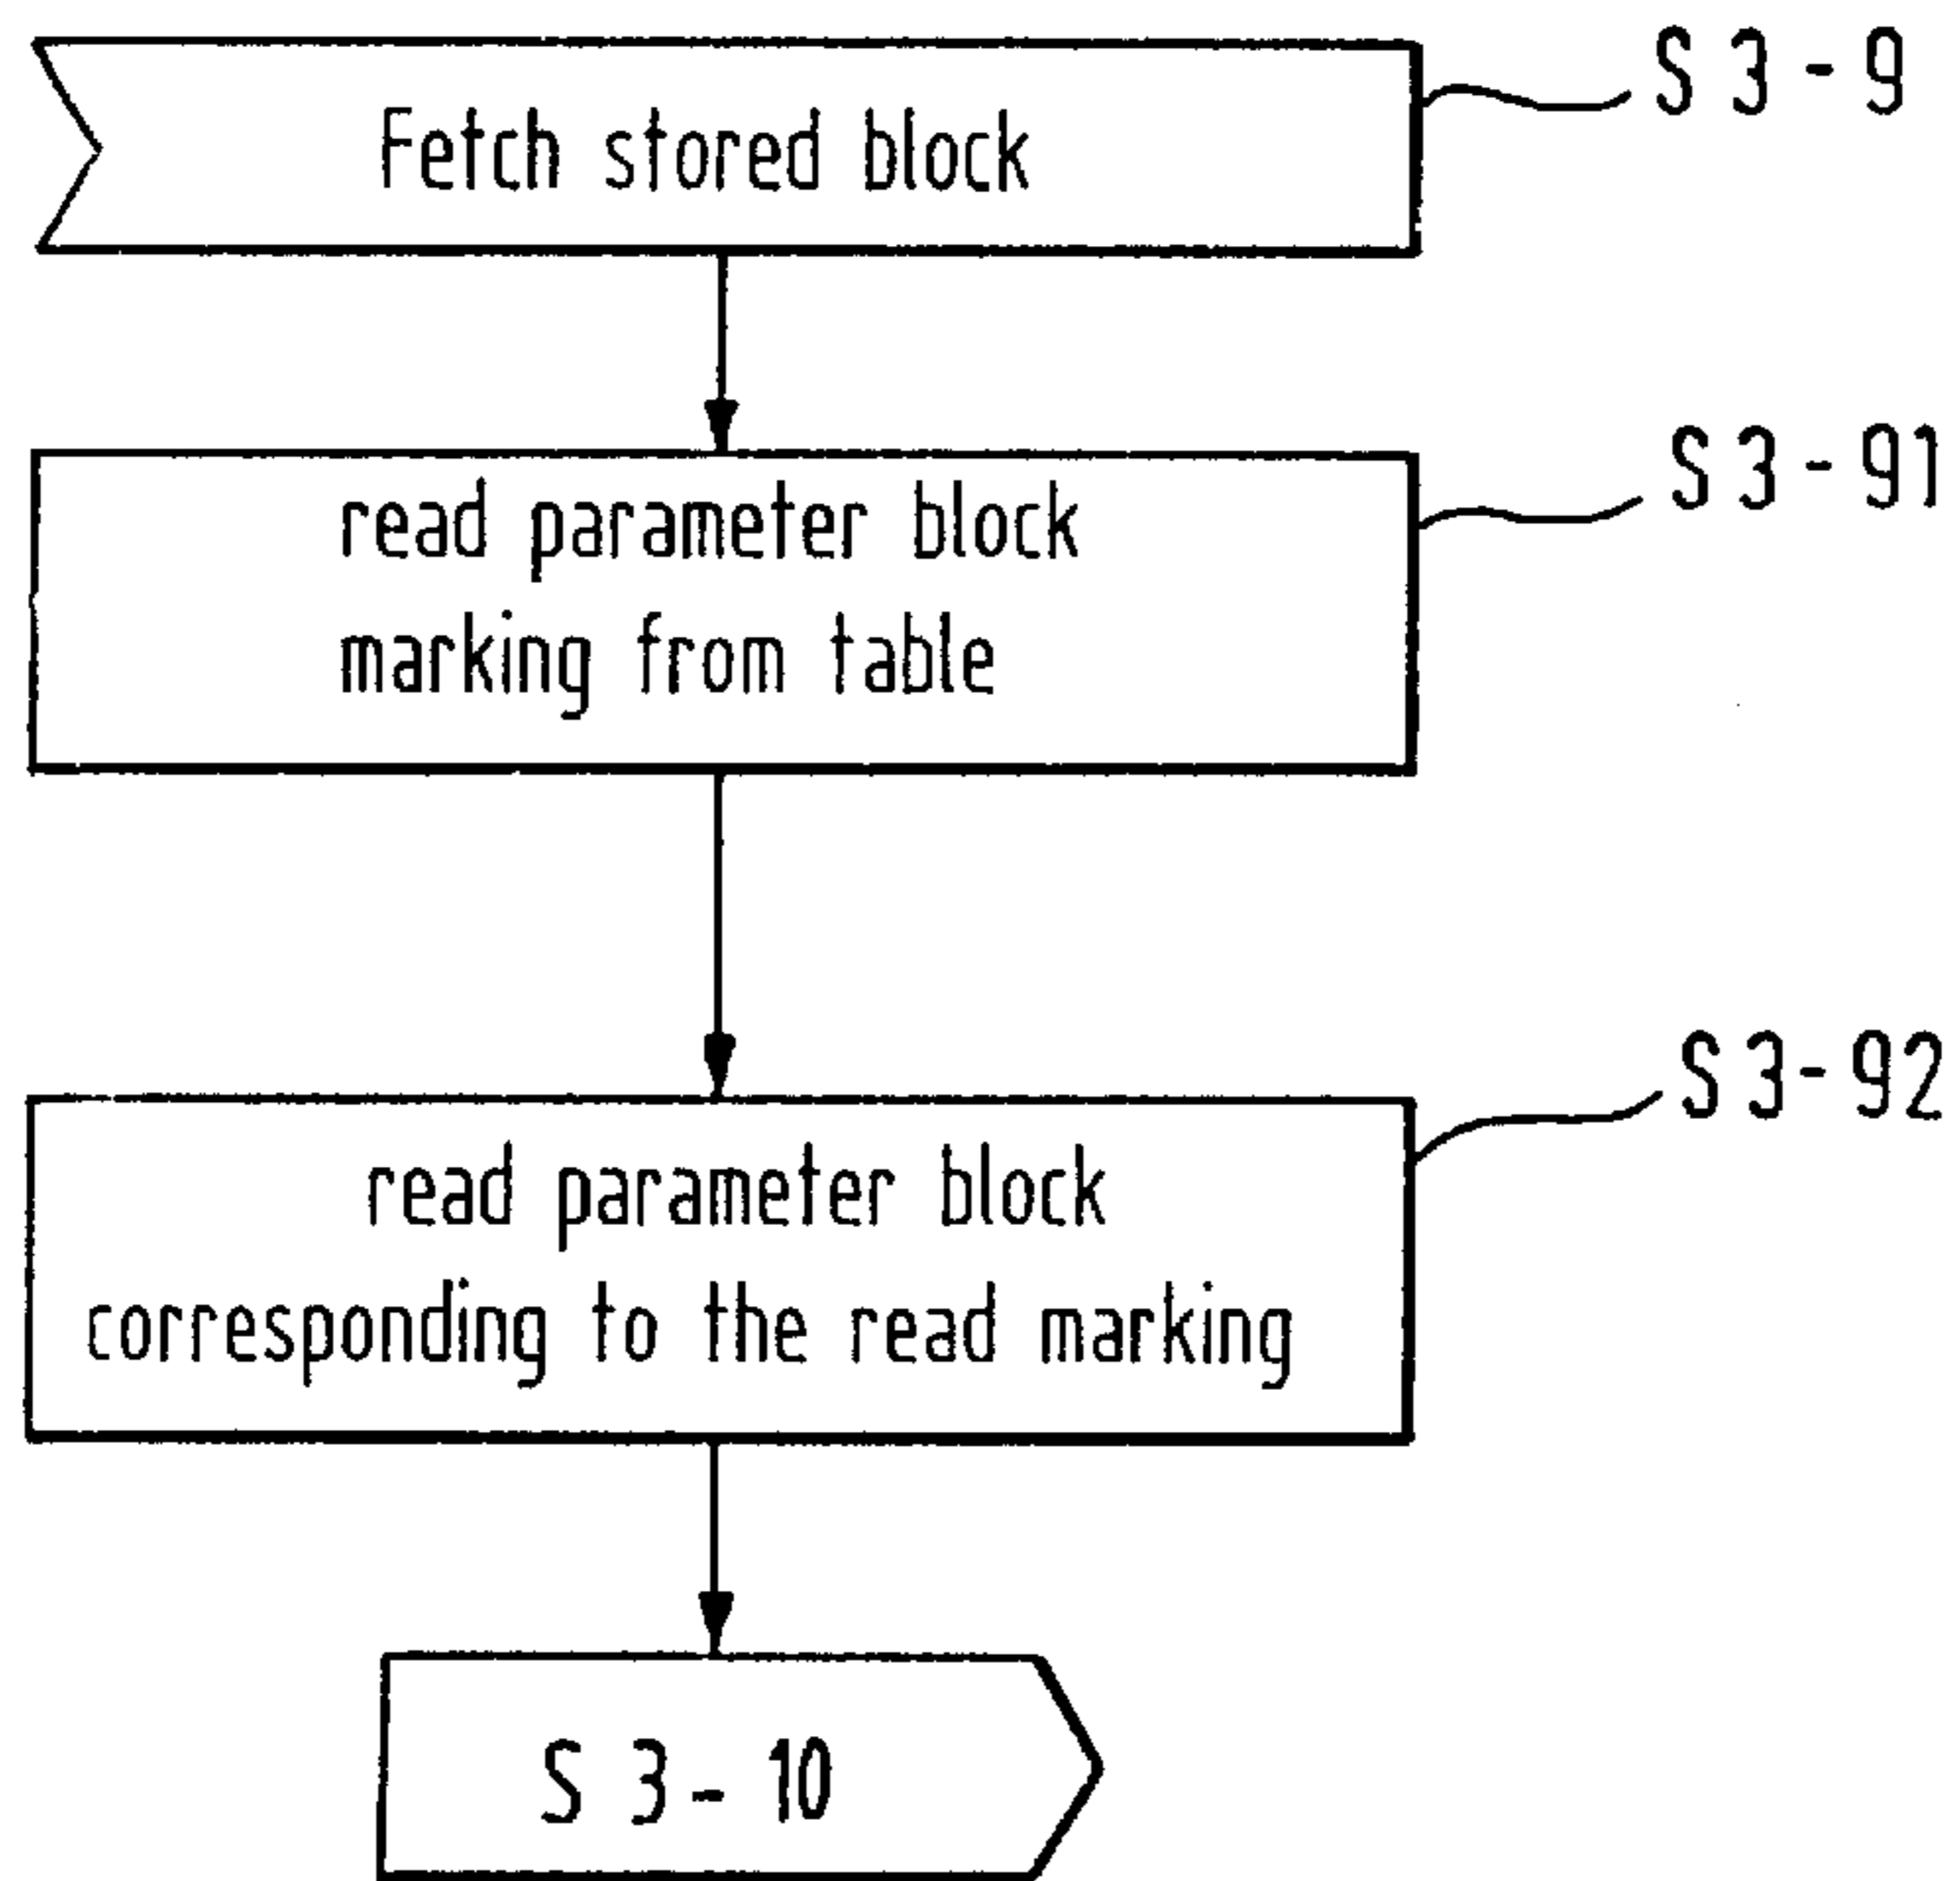 Fetch stored block
S 3 - 9
read parameter block
marking from table
S 3 - 91
read parameter block
corresponding to the read marking
S 3 - 92
S 3 - 10